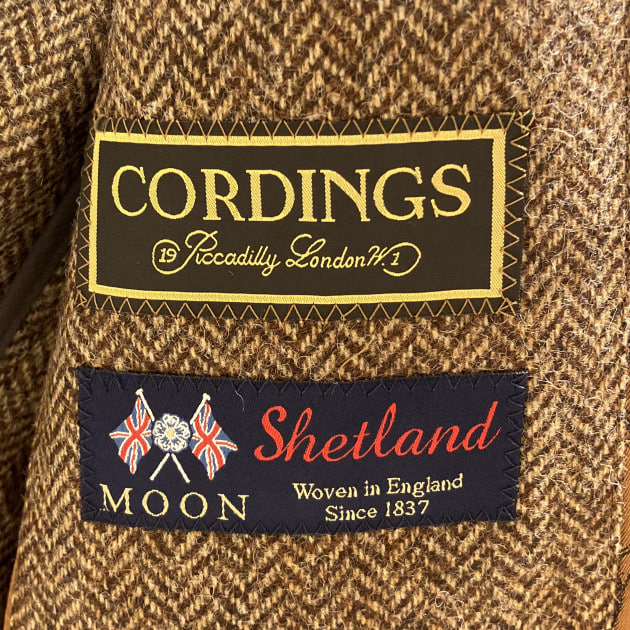 CORDINGS
19 Piccadilly London W.1
Shetland
MOON
Woven in England
Since 1837